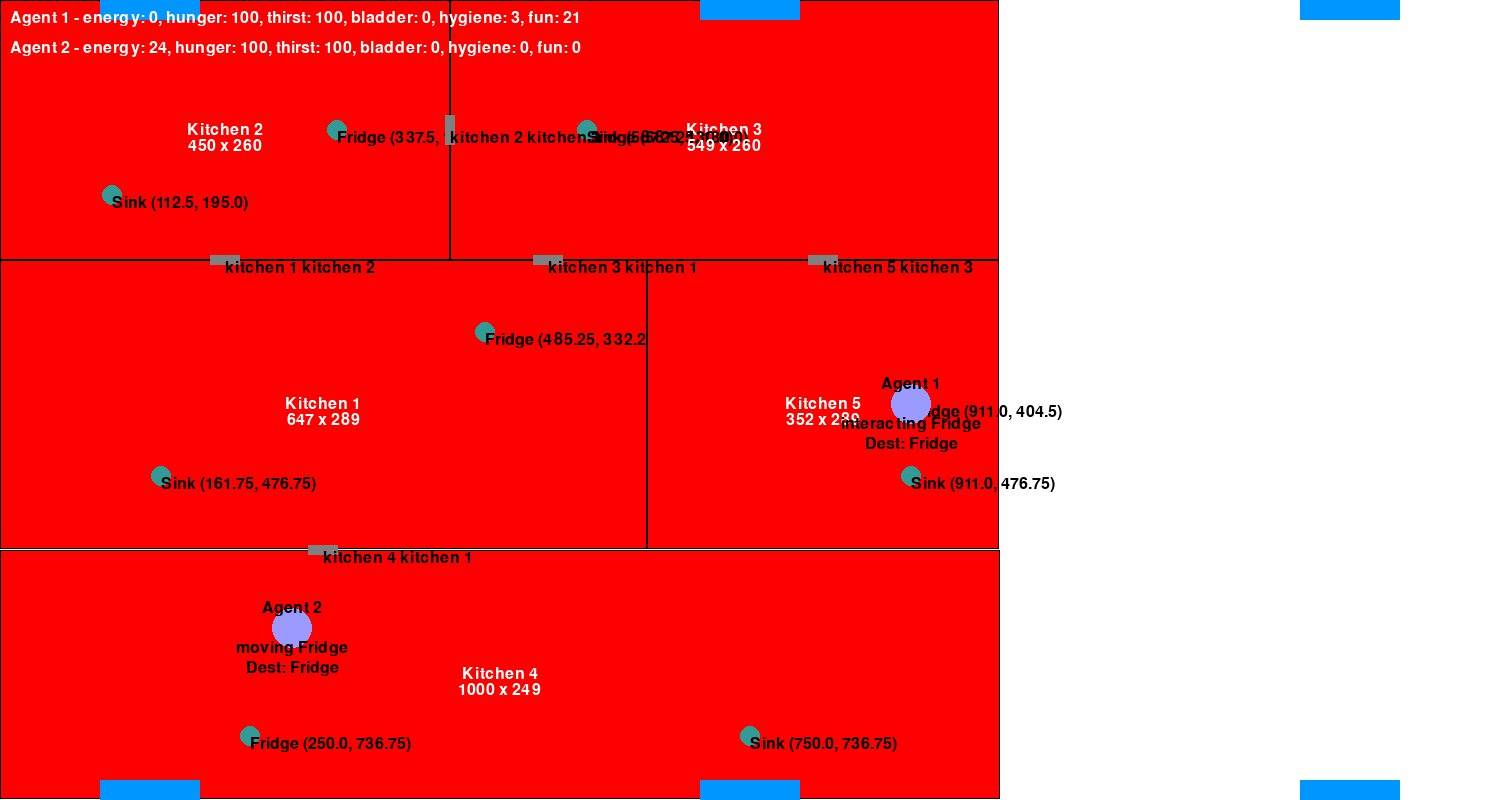 Agent 1 - energy: 0, hunger: 100, thirst: 100, bladder: 0, hygiene: 3, fun: 21
Agent 2 - energy: 24, hunger: 100, thirst: 100, bladder: 0, hygiene: 0, fun: 0
Kitchen 2
450 x 260
Fridge (337.5,
kitchen 2 kitchen
Kitchen 3
549 x 260
Sink (112.5, 195.0)
kitchen 1 kitchen 2
kitchen 3 kitchen 1
kitchen 5 kitchen 3
Fridge (485.25, 332.2
Agent 1
Kitchen 1
647 x 289
Kitchen 5
352 x 289
(911.0, 404.5)
interacting Fridge
Dest: Fridge
Sink (161.75, 476.75)
Sink (911.0, 476.75)
kitchen 4 kitchen 1
Agent 2
moving Fridge
Dest: Fridge
Kitchen 4
1000 x 249
Fridge (250.0, 736.75)
Sink (750.0, 736.75)